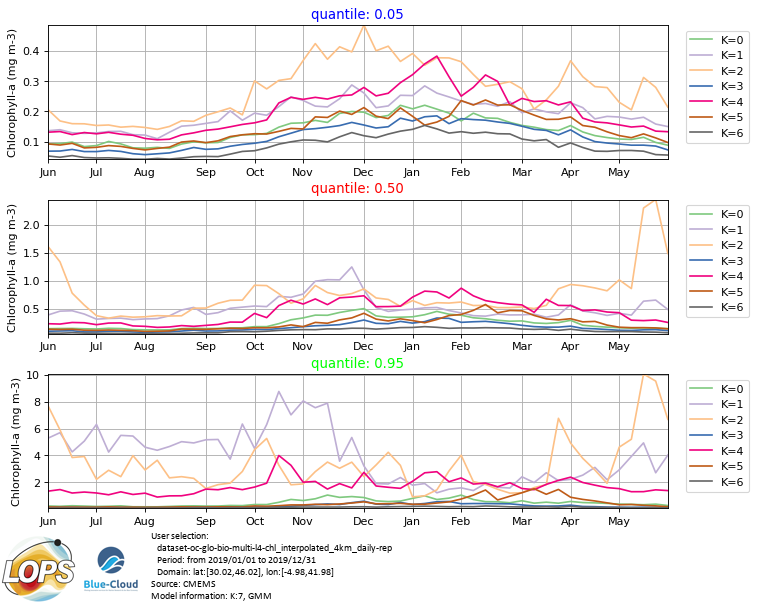 quantile: 0.05
Chlorophyll-a (mg m-3)
0.4
0.3
0.2
0.1
Jun Jul Aug Sep Oct Nov Dec Jan Feb Mar Apr May
K=0
K=1
K=2
K=3
K=4
K=5
K=6
quantile: 0.50
Chlorophyll-a (mg m-3)
2.0
1.5
1.0
0.5
Jun Jul Aug Sep Oct Nov Dec Jan Feb Mar Apr May
K=0
K=1
K=2
K=3
K=4
K=5
K=6
quantile: 0.95
Chlorophyll-a (mg m-3)
10
8
6
4
2
Jun Jul Aug Sep Oct Nov Dec Jan Feb Mar Apr May
K=0
K=1
K=2
K=3
K=4
K=5
K=6
LOPS
Blue-Cloud
User selection:
dataset-oc-glo-bio-multi-l4-chl_interpolated_4km_daily-rep
Period: from 2019/01/01 to 2019/12/31
Domain: lat:[30.02,46.02], lon:[-4.98,41.98]
Source: CMEMS
Model information: K:7, GMM